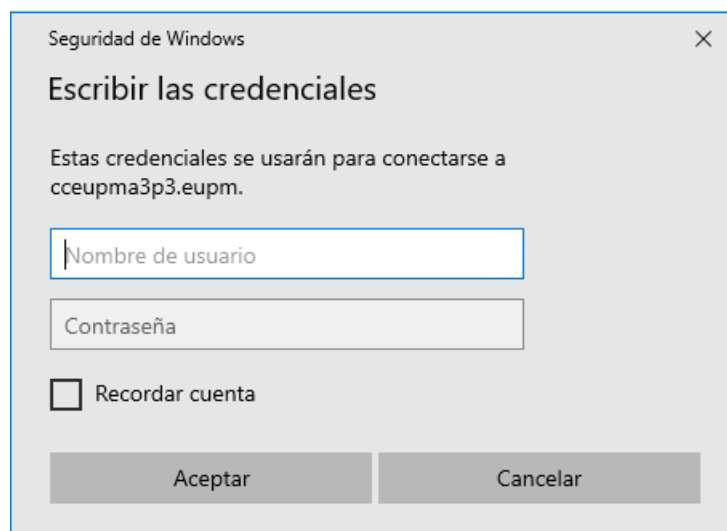 Seguridad de Windows
Escribir las credenciales
Estas credenciales se usarán para conectarse a
cceupma3p3.eupm.
Nombre de usuario
Contraseña
Recordar cuenta
Aceptar
Cancelar